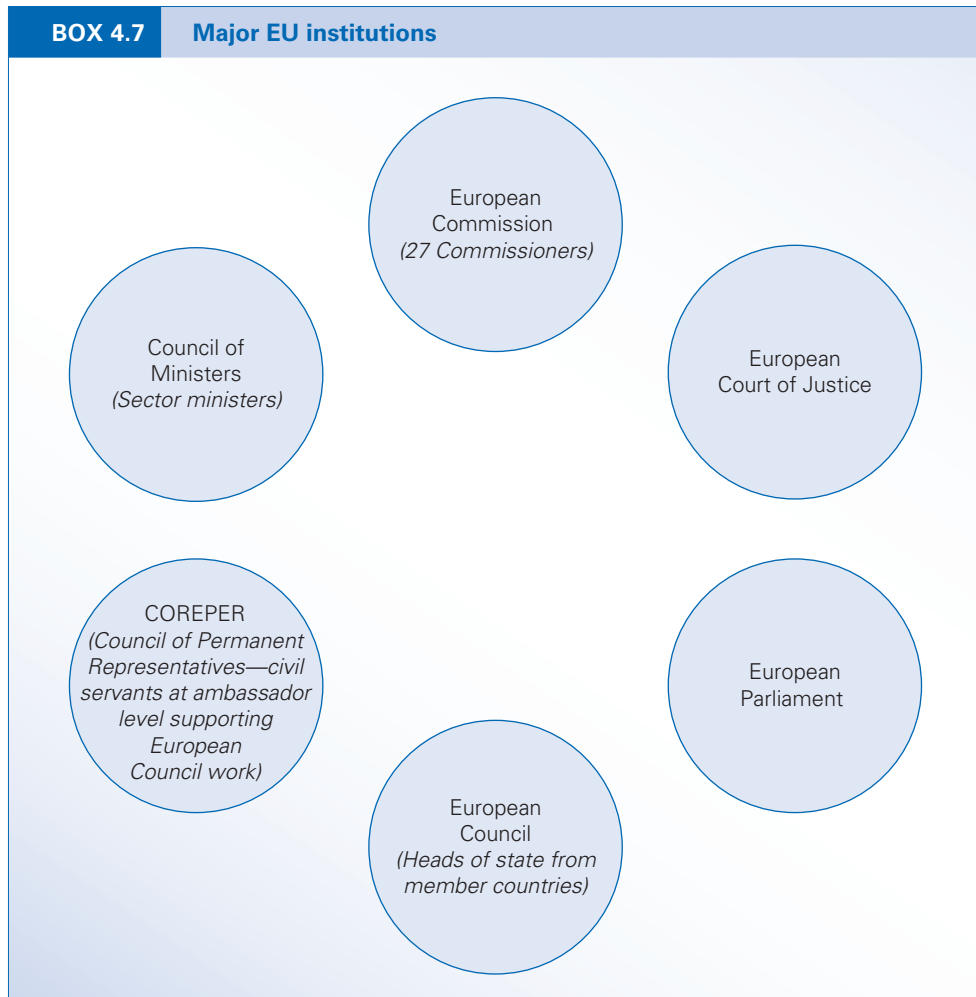 BOX 4.7 Major EU institutions
European
Commission
(27 Commissioners)
Council of
Ministers
(Sector ministers)
European
Court of Justice
COREPER
(Council of Permanent
Representatives—civil
servants at ambassador
level supporting
European
Council work)
European
Parliament
European
Council
(Heads of state from
member countries)